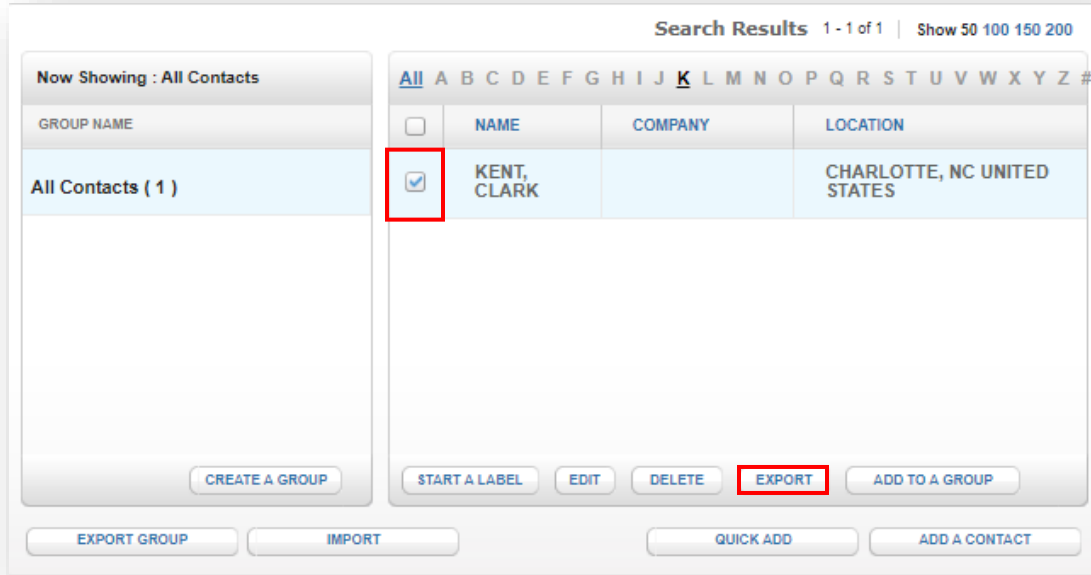 Search Results 1 - 1 of 1 | Show 50 100 150 200
Now Showing : All Contacts
GROUP NAME
All Contacts ( 1 )
CREATE A GROUP
All A B C D E F G H I J K L M N O P Q R S T U V W X Y Z #
NAME COMPANY LOCATION
KENT, CLARK CHARLOTTE, NC UNITED STATES
START A LABEL EDIT DELETE EXPORT ADD TO A GROUP
EXPORT GROUP IMPORT QUICK ADD ADD A CONTACT